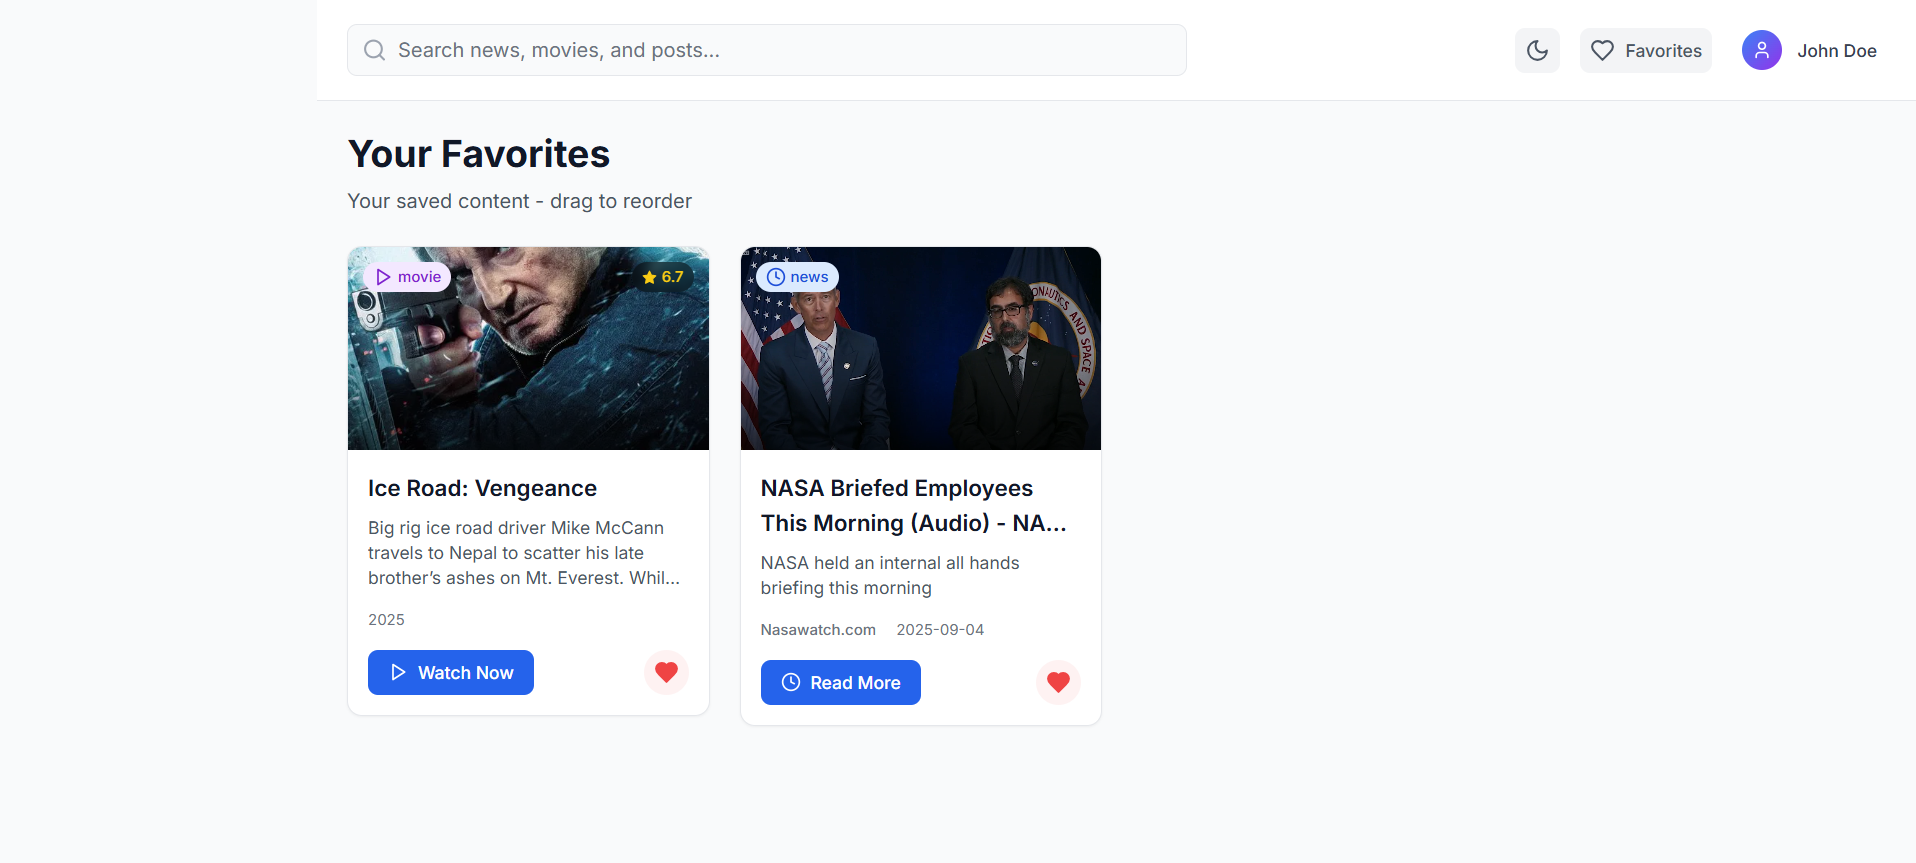 Search news, movies, and posts...
Favorites
John Doe
Your Favorites
Your saved content - drag to reorder
movie
6.7
news
ONAUTICS AND SPACE A
Ice Road: Vengeance
Big rig ice road driver Mike McCann
travels to Nepal to scatter his late
brother’s ashes on Mt. Everest. Whil...
2025
Watch Now
NASA Briefed Employees
This Morning (Audio) - NA...
NASA held an internal all hands
briefing this morning
Nasawatch.com 2025-09-04
Read More